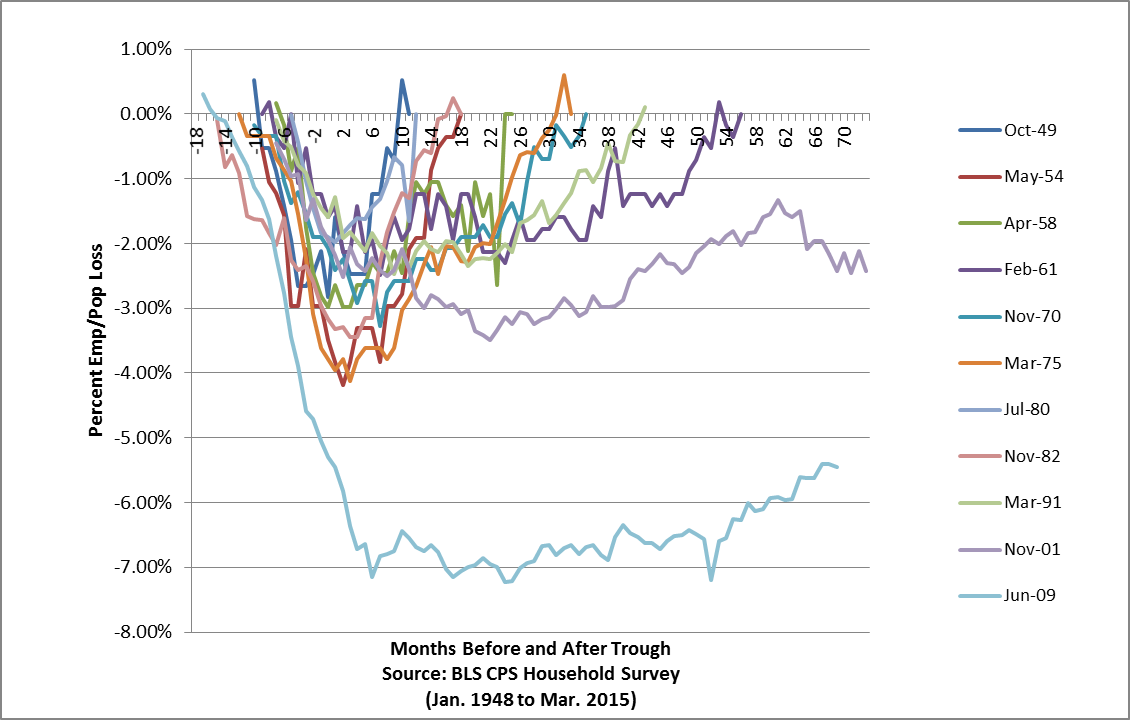 1.00%
0.00%
-1.00%
-2.00%
-3.00%
-4.00%
-5.00%
-6.00%
-7.00%
-8.00%
Percent Emp/Pop Loss
-18 -14 -10 -6 -2 2 6 10 14 18 22 26 30 34 38 42 46 50 54 58 62 66 70
Months Before and After Trough
Source: BLS CPS Household Survey
(Jan. 1948 to Mar. 2015)
Oct-49
May-54
Apr-58
Feb-61
Nov-70
Mar-75
Jul-80
Nov-82
Mar-91
Nov-01
Jun-09